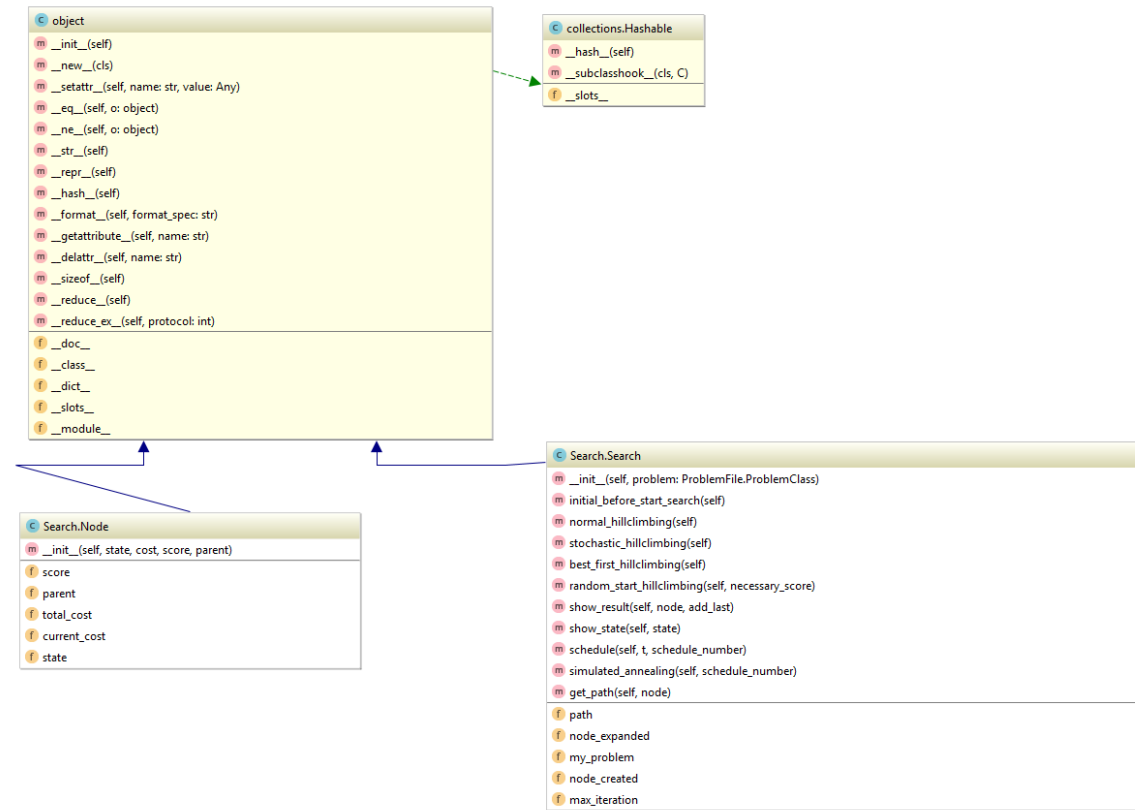 object
__init__(self)
__new__(cls)
__setattr__(self, name: str, value: Any)
__eq__(self, o: object)
__ne__(self, o: object)
__str__(self)
__repr__(self)
__hash__(self)
__format__(self, format_spec: str)
__getattribute__(self, name: str)
__delattr__(self, name: str)
__sizeof__(self)
__reduce__(self)
__reduce_ex__(self, protocol: int)
__doc__
__class__
__dict__
__slots__
__module__
collections.Hashable
__hash__(self)
__subclasshook__(cls, C)
__slots__
Search.Node
__init__(self, state, cost, score, parent)
score
parent
total_cost
current_cost
state
Search.Search
__init__(self, problem: ProblemFile.ProblemClass)
initial_before_start_search(self)
normal_hillclimbing(self)
stochastic_hillclimbing(self)
best_first_hillclimbing(self)
random_start_hillclimbing(self, necessary_score)
show_result(self, node, add_last)
show_state(self, state)
schedule(self, t, schedule_number)
simulated_annealing(self, schedule_number)
get_path(self, node)
path
node_expanded
my_problem
node_created
max_iteration